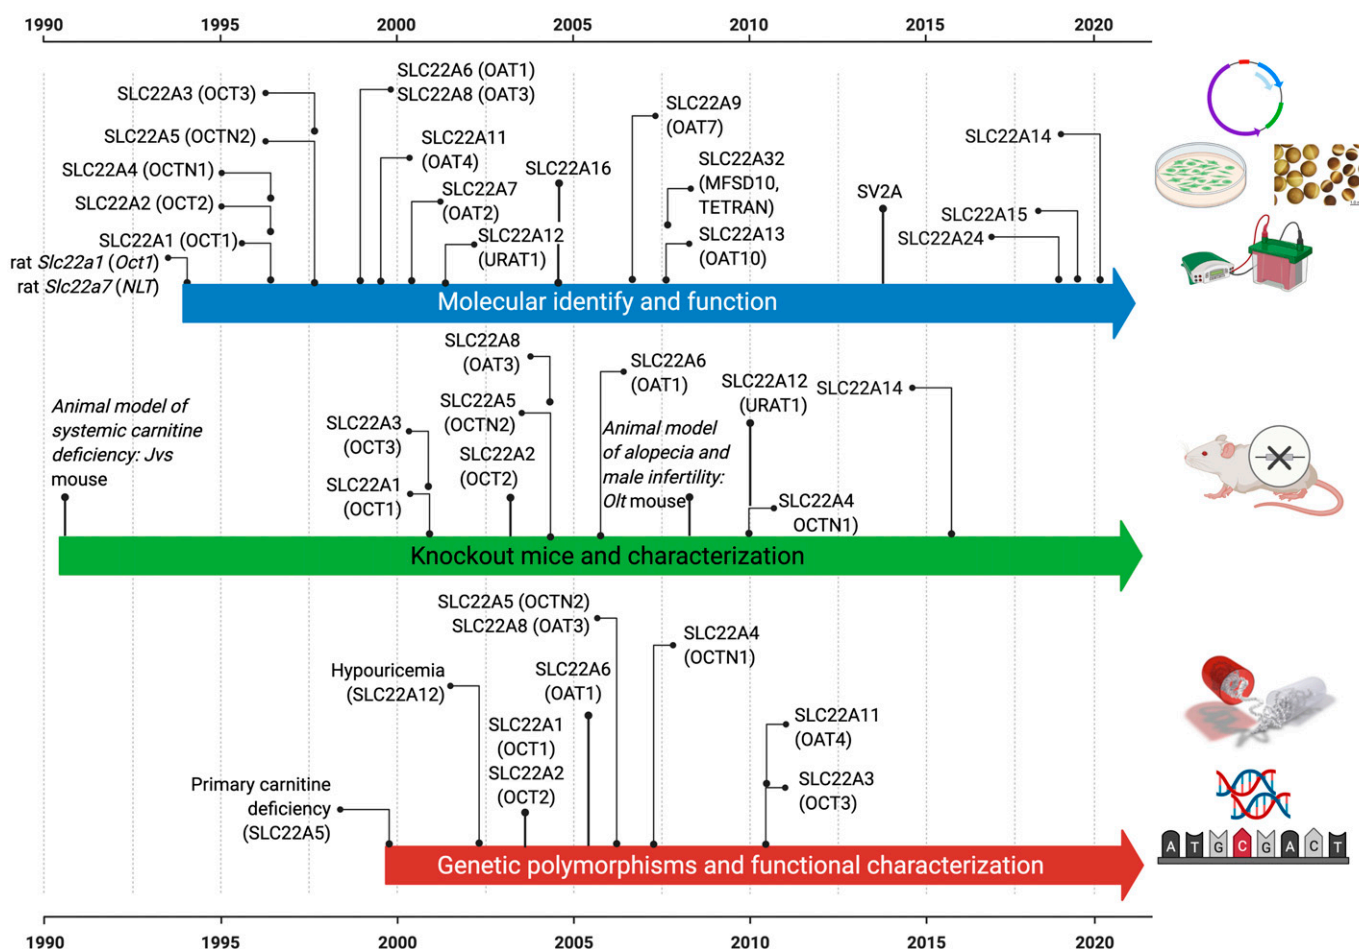 1990 1995 2000 2005 2010 2015 2020
SLC22A3 (OCT3)
SLC22A5 (OCTN2)
SLC22A4 (OCTN1)
SLC22A2 (OCT2)
SLC22A1 (OCT1)
rat Slc22a1 (Oct1)
rat Slc22a7 (NLT)
SLC22A6 (OAT1)
SLC22A8 (OAT3)
SLC22A11
(OAT4)
SLC22A7
(OAT2)
SLC22A12
(URAT1)
SLC22A16
SLC22A9
(OAT7)
SLC22A32
(MFSD10,
TETRAN)
SLC22A13
(OAT10)
SV2A
SLC22A14
SLC22A15
SLC22A24
Molecular identify and function
Animal model of
systemic carnitine
deficiency: Jvs
mouse
SLC22A3
(OCT3)
SLC22A1
(OCT1)
SLC22A8
(OAT3)
SLC22A5
(OCTN2)
SLC22A2
(OCT2)
SLC22A6
(OAT1)
Animal model
of alopecia and
male infertility:
Olt mouse
SLC22A12
(URAT1)
SLC22A4
OCTN1)
SLC22A14
Knockout mice and characterization
Primary carnitine
deficiency
(SLC22A5)
Hypouricemia
(SLC22A12)
SLC22A5 (OCTN2)
SLC22A8 (OAT3)
SLC22A1
(OCT1)
SLC22A2
(OCT2)
SLC22A6
(OAT1)
SLC22A4
(OCTN1)
SLC22A11
(OAT4)
SLC22A3
(OCT3)
Genetic polymorphisms and functional characterization
A T G C G A C T
1990 1995 2000 2005 2010 2015 2020